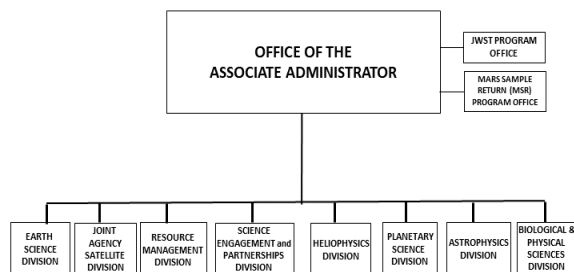 OFFICE OF THE
ASSOCIATE ADMINISTRATOR
JWST PROGRAM
OFFICE
MARS SAMPLE
RETURN (MSR)
PROGRAM OFFICE
EARTH
SCIENCE
DIVISION
JOINT
AGENCY
SATELLITE
DIVISION
RESOURCE
MANAGEMENT
DIVISION
SCIENCE
ENGAGEMENT and
PARTNERSHIPS
DIVISION
HELIOPHYSICS
DIVISION
PLANETARY
SCIENCE
DIVISION
ASTROPHYSICS
DIVISION
BIOLOGICAL &
PHYSICAL
SCIENCES
DIVISION